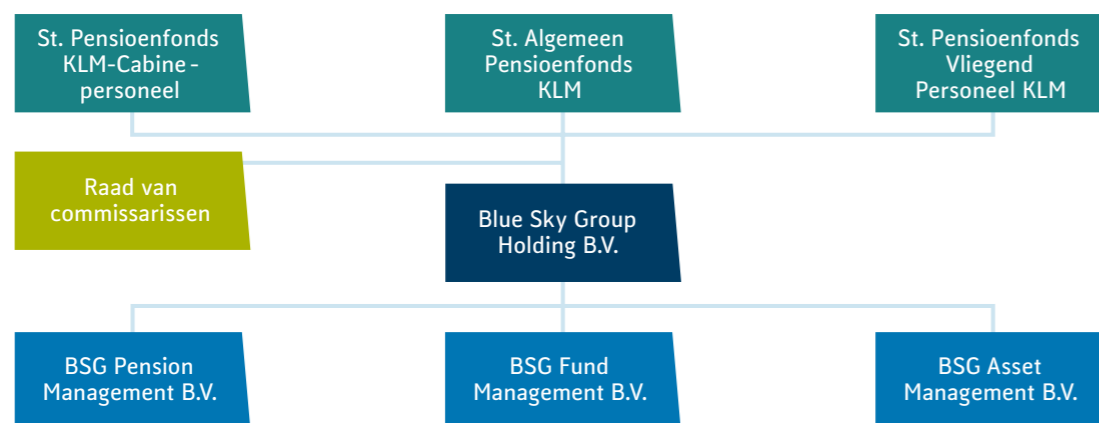 St. Pensioenfonds
KLM-Cabine-
personeel
St. Algemeen
Pensioenfonds
KLM
St. Pensioenfonds
Vliegend
Personeel KLM
Raad van
commissarissen
Blue Sky Group
Holding B.V.
BSG Pension
Management B.V.
BSG Fund
Management B.V.
BSG Asset
Management B.V.